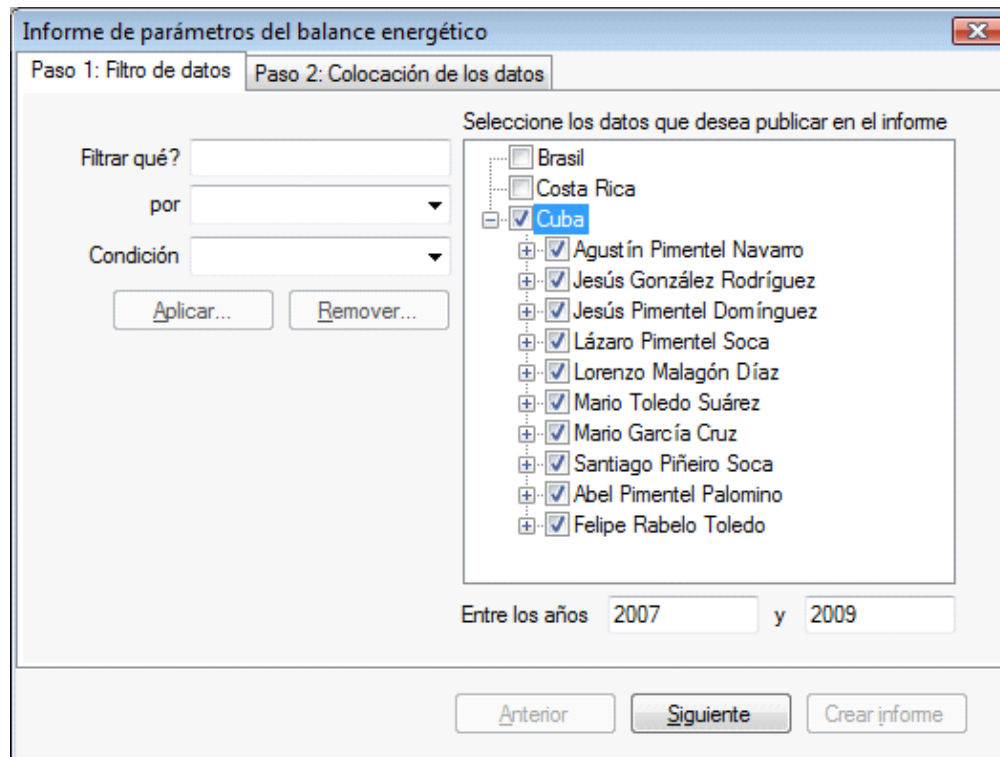 Informe de parámetros del balance energético
Paso 1: Filtro de datos
Paso 2: Colocación de los datos
Seleccione los datos que desea publicar en el informe
Filtrar qué?
por
Condición
Aplicar...
Remover...
Brasil
Costa Rica
Cuba
Agustín Pimentel Navarro
Jesús González Rodríguez
Jesús Pimentel Domínguez
Lázaro Pimentel Soca
Lorenzo Malagón Díaz
Mario Toledo Suárez
Mario García Cruz
Santiago Piñeiro Soca
Abel Pimentel Palomino
Felipe Rabelo Toledo
Entre los años 2007 y 2009
Anterior
Siguiente
Crear informe